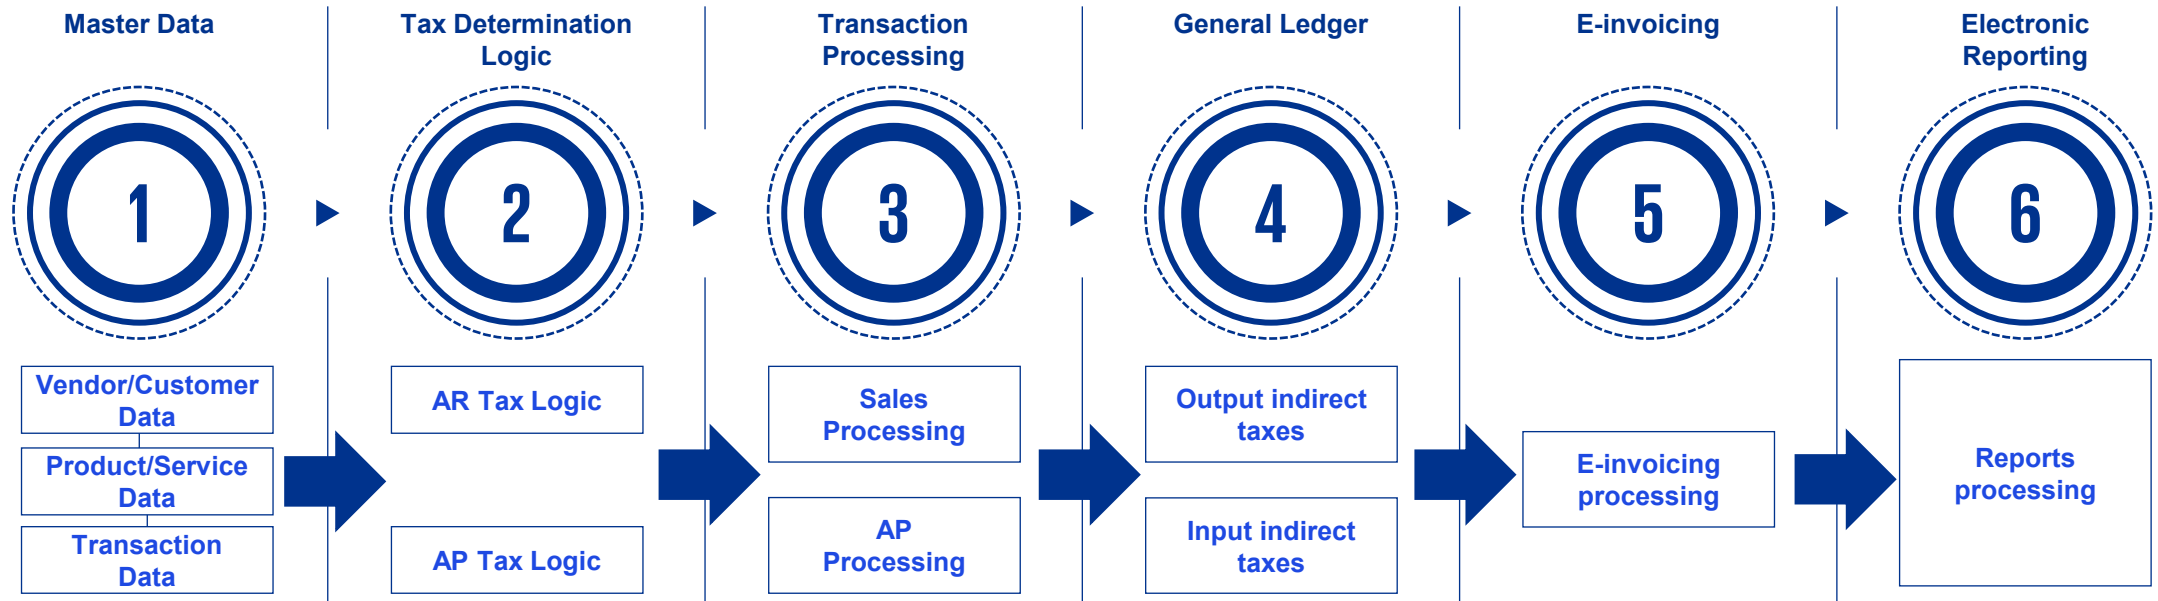 Master Data
Tax Determination
Logic
Transaction
Processing
General Ledger
E-invoicing
Electronic
Reporting
1
2
3
4
5
6
Vendor/Customer
Data
Product/Service
Data
Transaction
Data
AR Tax Logic
AP Tax Logic
Sales
Processing
AP
Processing
Output indirect
taxes
Input indirect
taxes
E-invoicing
processing
Reports
processing